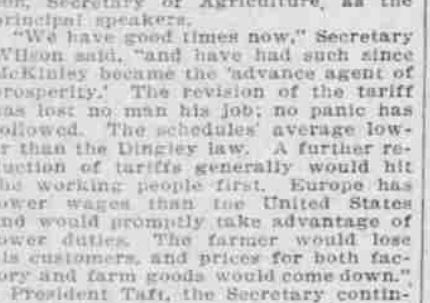 Secretary of Agriculture, as the
principal speakers.
"We have good times now," Secretary
Wilson said, "and have had such since
McKinley became the 'advance agent of
prosperity.' The revision of the tariff
has lost no man his job; no panic has
followed. The schedules' average low-
er than the Dingley law. A further re-
duction of tariffs generally would hit
the working people first. Europe has
lower wages than the United States
and would promptly take advantage of
lower duties. The farmer would lose
his customers, and prices for both fac-
tory and farm goods would come down."
President Taft, the Secretary contin-